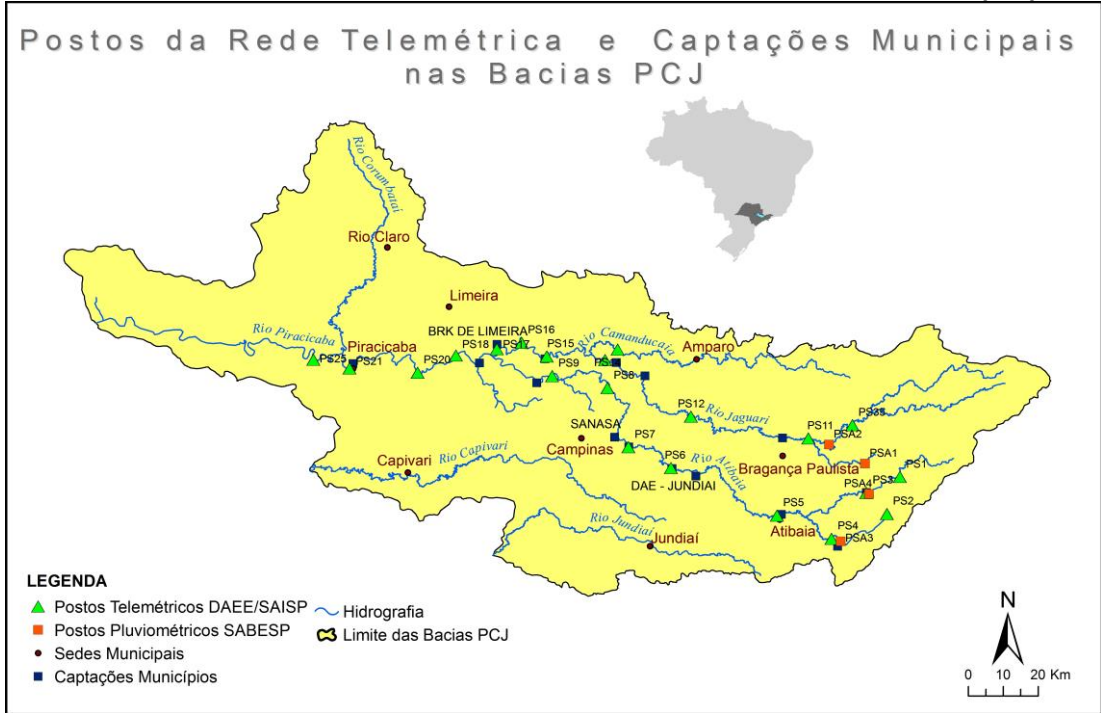 Postos da Rede Telemétrica e Captações Municipais
nas Bacias PCJ
Rio Corumbataí
Rio Claro
Limeira
Rio Piracicaba
Piracicaba
BRK DE LIMEIRA
PS16
PS18
PS17
PS15
Rio Camanducaia
Amparo
PS25
PS21
PS20
PS9
PS8
PS12
Rio Jaguari
SANASA
PS7
Campinas
PS11
PS38
PSA2
Rio Capivari
Capivari
PS6
Rio Atibaia
Bragança Paulista
PSA1
DAE - JUNDIAI
PS1
PSA4
PS3
PS2
PS5
Atibaia
PS4
PSA3
Rio Jundiaí
Jundiaí
LEGENDA
Postos Telemétricos DAEE/SAISP
Hidrografia
Postos Pluviométricos SABESP
Limite das Bacias PCJ
Sedes Municipais
Captações Municípios
N
0 10 20 Km